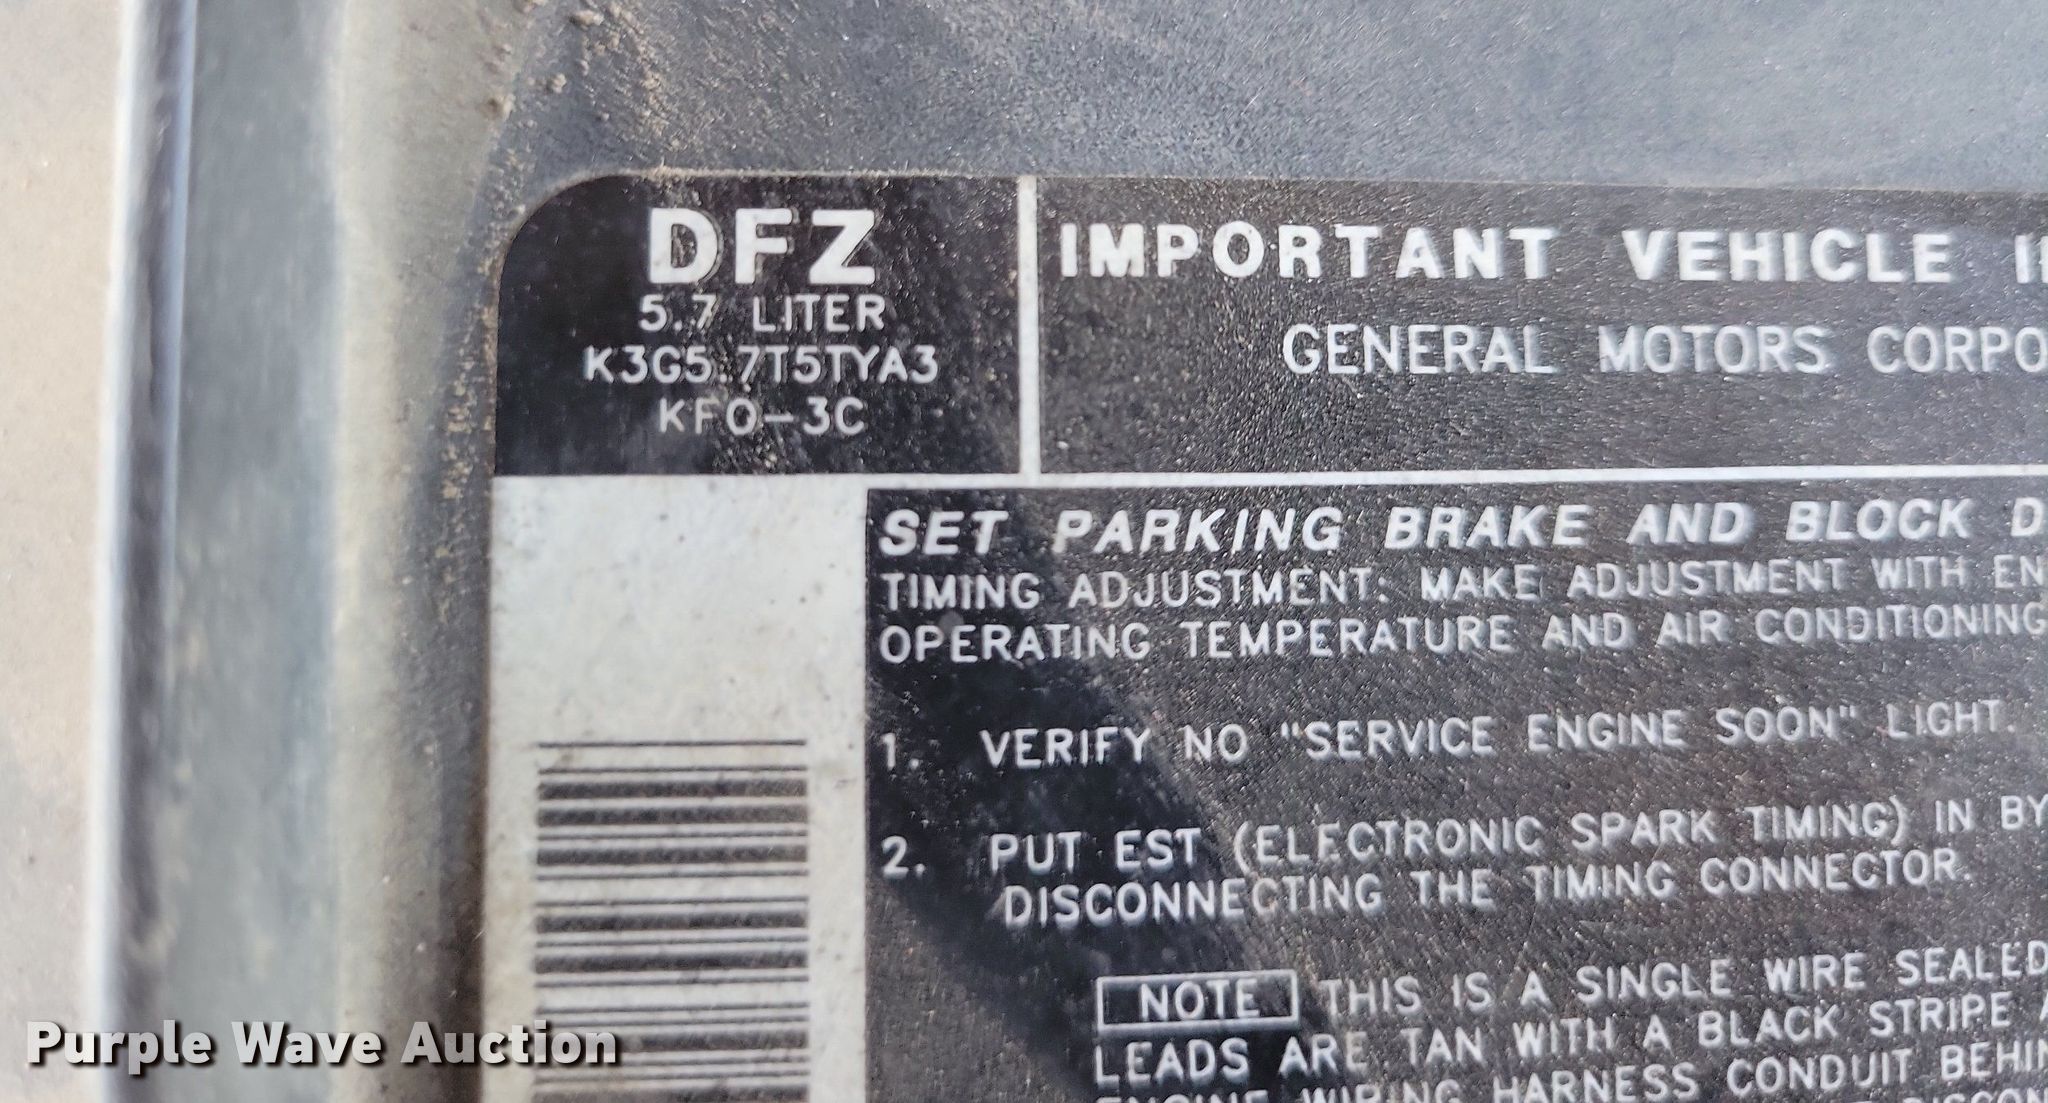 DFZ
5.7 LITER
K3G5.7T5TYA3
KFO-3C
IMPORTANT VEHICLE
GENERAL MOTORS
SET PARKING BRAKE AND BLOCK
TIMING ADJUSTMENT: MAKE ADJUSTMENT WITH
OPERATING TEMPERATURE AND AIR CONDITIONING
1. VERIFY NO "SERVICE ENGINE SOON" LIGHT.
2. PUT EST (ELECTRONIC SPARK TIMING) IN
DISCONNECTING THE TIMING CONNECTOR.
NOTE THIS IS A SINGLE WIRE SEALED
LEADS ARE TAN WITH A BLACK STRIPE
WIRING HARNESS CONDUIT
Purple Wave Auction